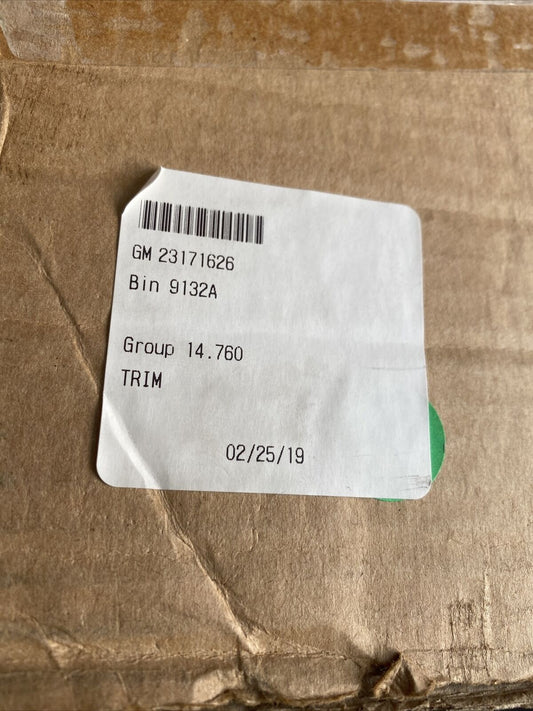 GM 23171626
Bin 9132A
Group 14.760
TRIM
02/25/19